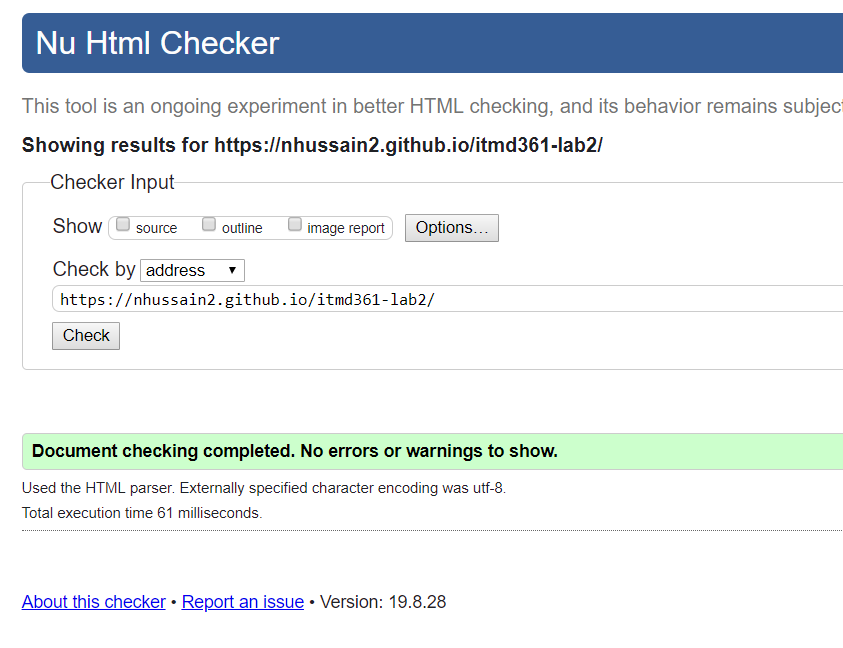 Nu Html Checker
This tool is an ongoing experiment in better HTML checking, and its behavior remains subject
Showing results for https://nhussain2.github.io/itmd361-lab2/
Checker Input
Show source outline image report Options...
Check by address
https://nhussain2.github.io/itmd361-lab2/
Check
Document checking completed. No errors or warnings to show.
Used the HTML parser. Externally specified character encoding was utf-8.
Total execution time 61 milliseconds.
About this checker • Report an issue • Version: 19.8.28